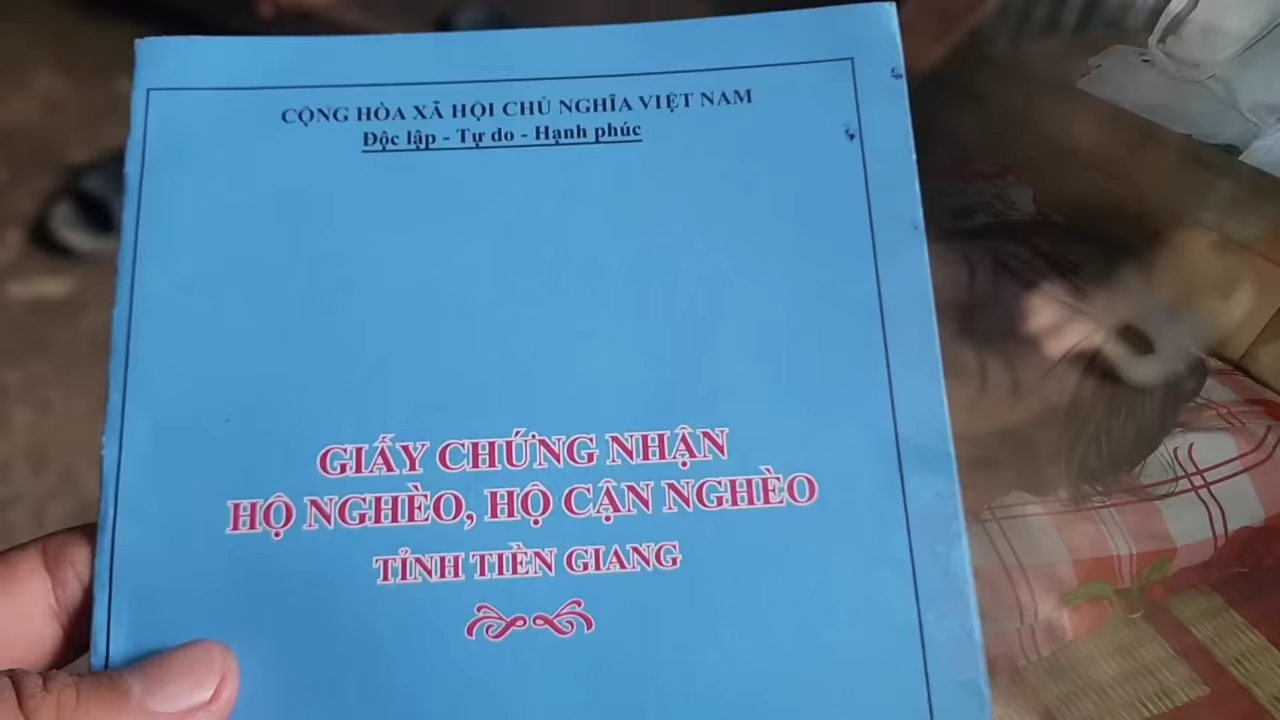 CỘNG HÒA XÃ HỘI CHỦ NGHĨA VIỆT NAM
Độc lập - Tự do - Hạnh phúc
GIẤY CHỨNG NHẬN
HỘ NGHÈO, HỘ CẬN NGHÈO
TỈNH TIỀN GIANG